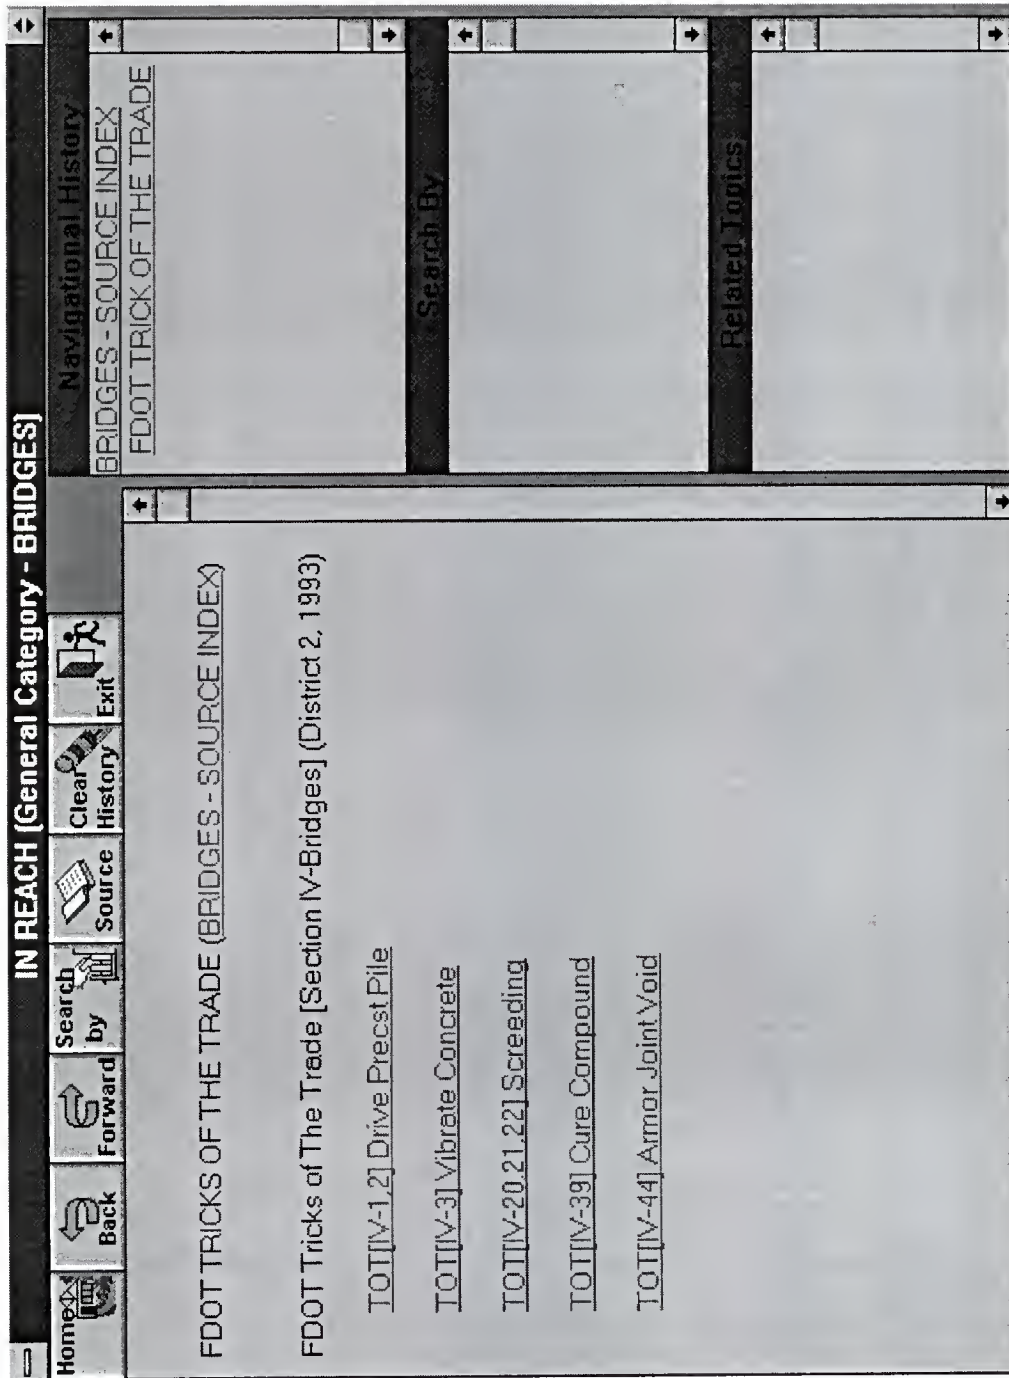 IN REACH [General Category - BRIDGES]
Home
Back
Forward
Search
by
Source
Clear
History
Exit
FDOT TRICKS OF THE TRADE (BRIDGES - SOURCE INDEX)
FDOT Tricks of The Trade [Section IV-Bridges] (District 2, 1993)
TOT[IV-1,2] Drive Precst Pile
TOT[IV-3] Vibrate Concrete
TOT[IV-20,21,22] Screeding
TOT[IV-39] Cure Compound
TOT[IV-44] Armor Joint Void
Navigational History
BRIDGES - SOURCE INDEX
FDOT TRICK OF THE TRADE
Search By
Related Topics